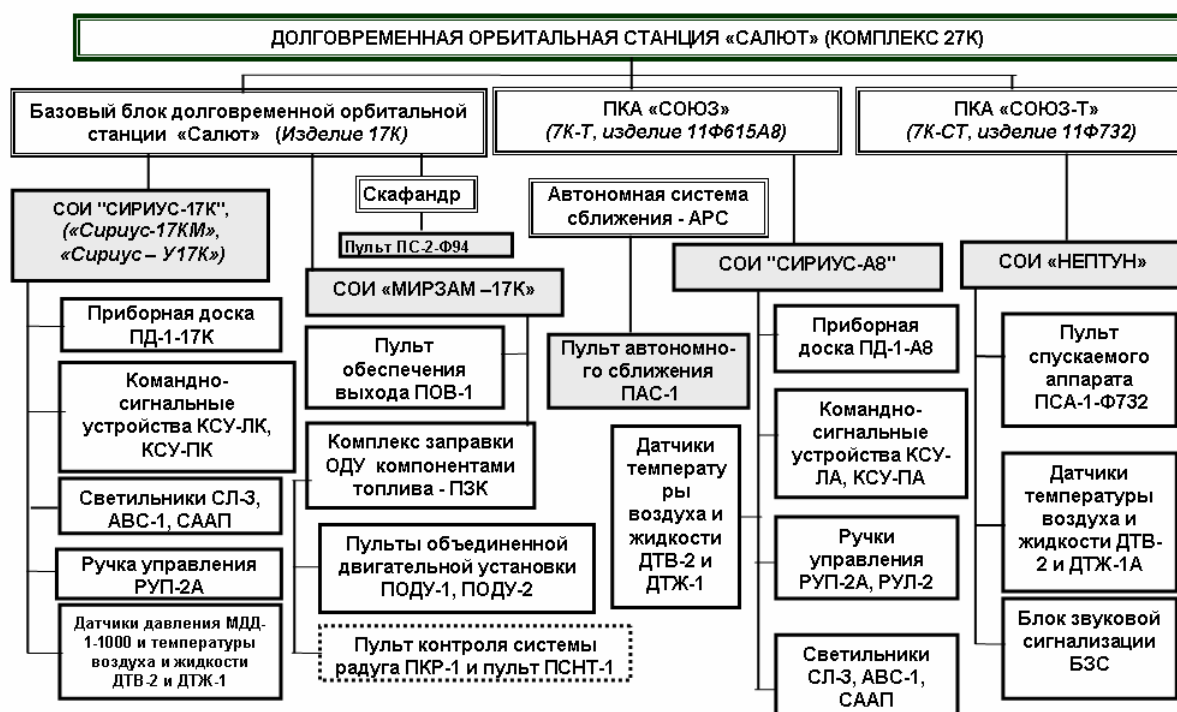 ДОЛГОВРЕМЕННАЯ ОРБИТАЛЬНАЯ СТАНЦИЯ «САЛЮТ» (КОМПЛЕКС 27К)
Базовый блок долговременной орбитальной
станции «Салют» (Изделие 17К)
ПКА «СОЮЗ»
(7К-Т, изделие 11Ф615А8)
ПКА «СОЮЗ-Т»
(7К-СТ, изделие 11Ф732)
СОИ "СИРИУС-17К",
(«Сириус-17КМ»,
«Сириус – У17К»)
Скафандр
Пульт ПС-2-Ф94
Автономная система
сближения - АРС
СОИ «МИРЗАМ –17К»
СОИ "СИРИУС-А8"
СОИ «НЕПТУН»
Приборная доска
ПД-1-17К
Командно-
сигнальные
устройства КСУ-ЛК,
КСУ-ПК
Светильники СЛ-3,
АВС-1, СААП
Ручка управления
РУП-2А
Датчики давления МДД-
1-1000 и температуры
воздуха и жидкости
ДТВ-2 и ДТЖ-1
Пульт
обеспечения
выхода ПОВ-1
Комплекс заправки
ОДУ компонентами
топлива - ПЗК
Пульты объединенной
двигательной установки
ПОДУ-1, ПОДУ-2
Пульт контроля системы
радуга ПКР-1 и пульт ПСНТ-1
Пульт автономно-
го сближения
ПАС-1
Датчики
температу
ры
воздуха и
жидкости
ДТВ-2 и
ДТЖ-1
Приборная
доска ПД-1-А8
Командно-
сигнальные
устройства КСУ-
ЛА, КСУ-ПА
Ручки
управления
РУП-2А, РУЛ-2
Светильники
СЛ-3, АВС-1,
СААП
Пульт
спускаемого
аппарата
ПСА-1-Ф732
Датчики
температуры
воздуха и
жидкости ДТВ-
2 и ДТЖ-1А
Блок звуковой
сигнализации
БЗС